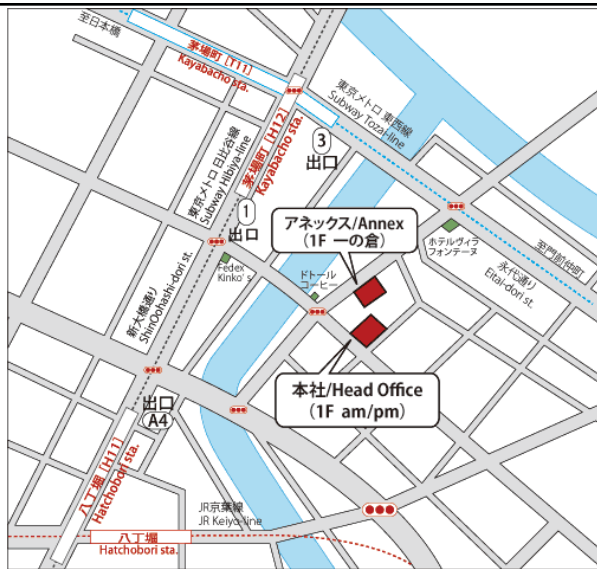 至日本橋
茅場町 [T11]
Kayabacho sta.
東京メトロ 東西線
Subway Tozai-line
東京メトロ 日比谷線
Subway Hibiya-line
茅場町 [H12]
Kayabacho sta.
3
出口
1
出口
アネックス/Annex
(1F 一の倉)
ホテルヴィラ
フォンテーヌ
至門前仲町
永代通り
Eitai-dori st.
Fedex
Kinko's
ドトール
コーヒー
新大橋通り
ShinOohashi-dori st.
本社/Head Office
(1F am/pm)
出口
A4
八丁堀 [H11]
Hatchobori sta.
JR京葉線
JR Keiyo-line
八丁堀
Hatchobori sta.